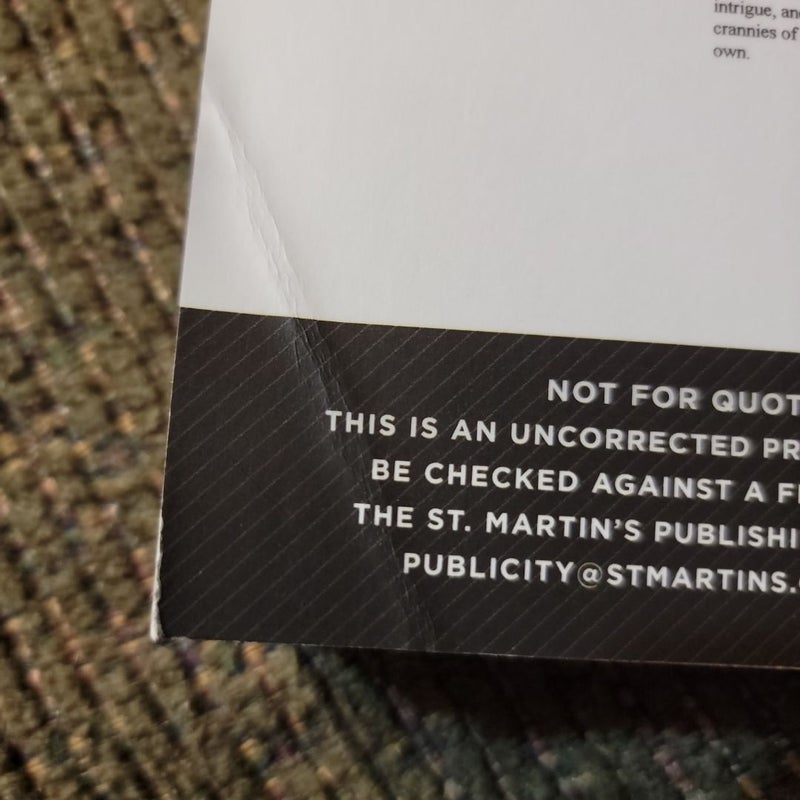 intrigue, an
crannies of
own.
NOT FOR QUOT
THIS IS AN UNCORRECTED PR
BE CHECKED AGAINST A F
THE ST. MARTIN'S PUBLISHI
PUBLICITY@STMARTINS.